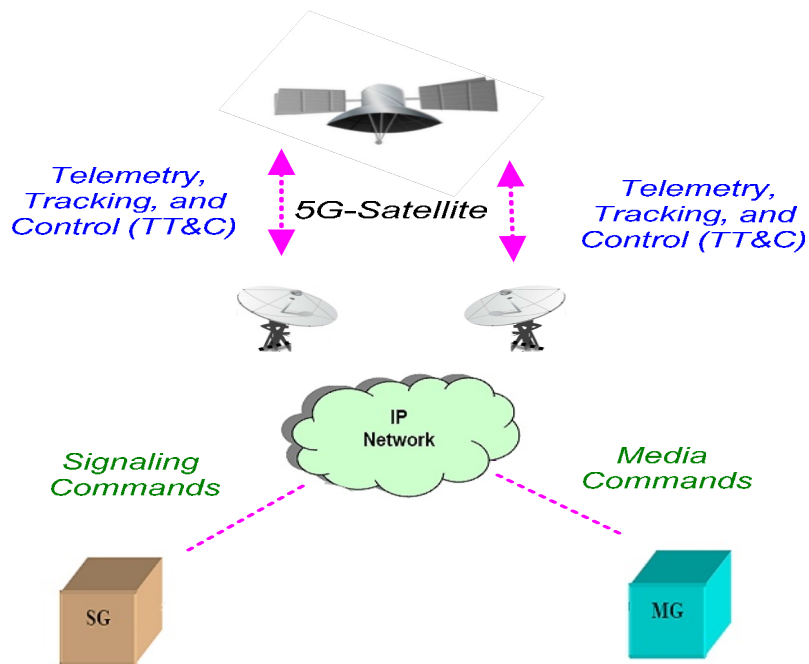 Telemetry,
Tracking, and
Control (TT&C)
5G-Satellite
Telemetry,
Tracking, and
Control (TT&C)
IP
Network
Signaling
Commands
Media
Commands
SG
MG